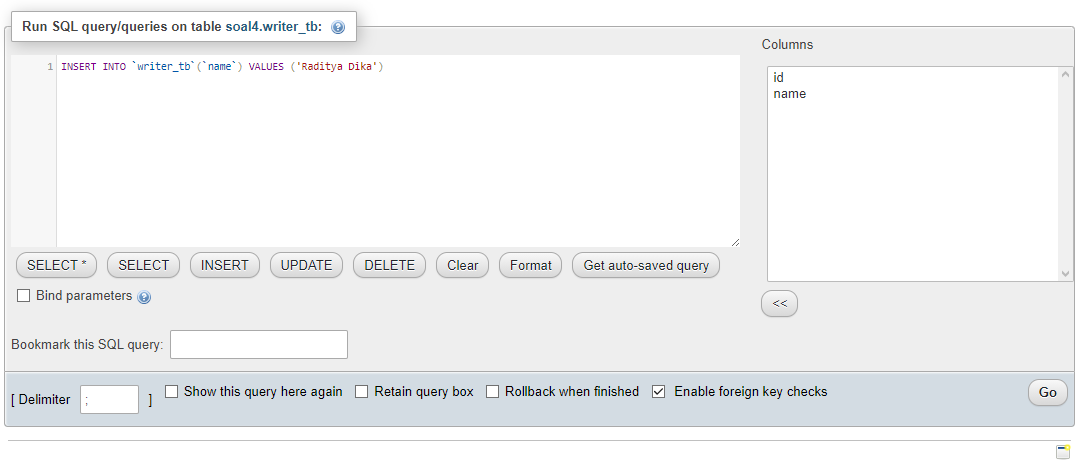 Run SQL query/queries on table soal4.writer_tb:
Columns
1 INSERT INTO `writer_tb`(`name`) VALUES ('Raditya Dika')
id
name
SELECT * SELECT INSERT UPDATE DELETE Clear Format Get auto-saved query
<<
Bind parameters
Bookmark this SQL query:
[ Delimiter ; ] Show this query here again Retain query box Rollback when finished Enable foreign key checks Go